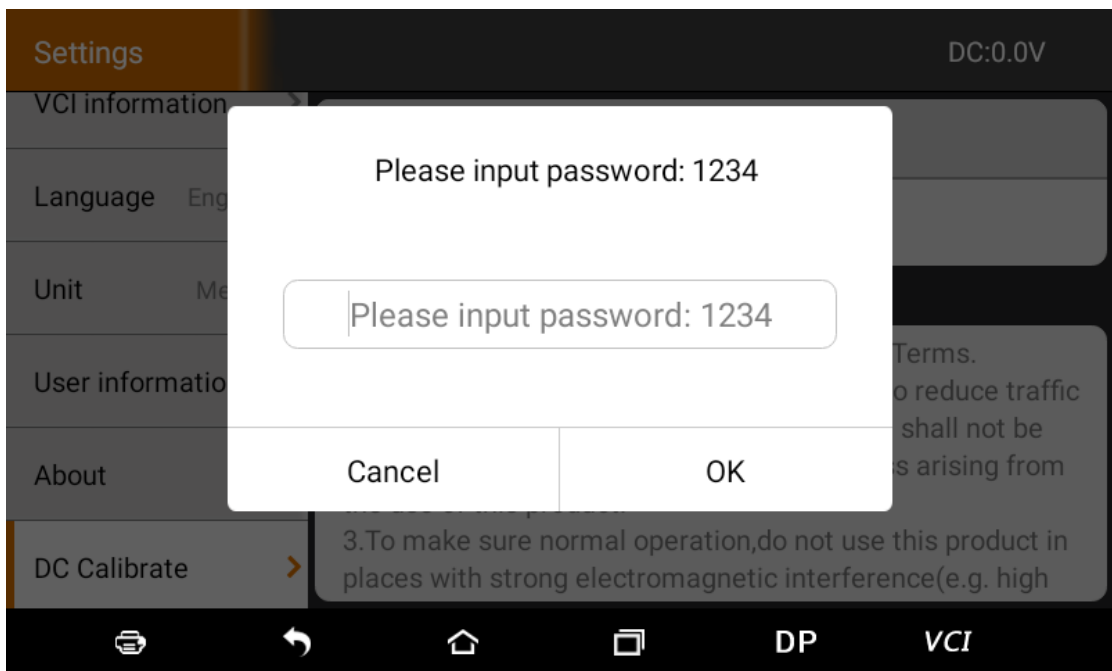 Settings
DC:0.0V
VCI information
Language Eng
Unit Me
User informatio
About
DC Calibrate
Please input password: 1234
Please input password: 1234
Cancel
OK
Terms.
o reduce traffic
shall not be
s arising from
3.To make sure normal operation,do not use this product in
places with strong electromagnetic interference(e.g. high
DP
VCI